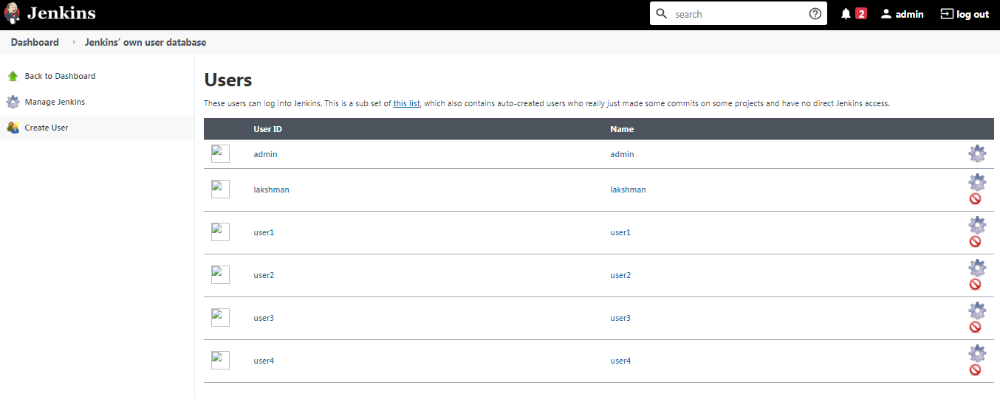 Jenkins
search
2
admin
log out
Dashboard
Jenkins’ own user database
Back to Dashboard
Manage Jenkins
Create User
Users
These users can log into Jenkins. This is a sub set of this list, which also contains auto-created users who really just made some commits on some projects and have no direct Jenkins access.
User ID Name
admin admin
lakshman lakshman
user1 user1
user2 user2
user3 user3
user4 user4